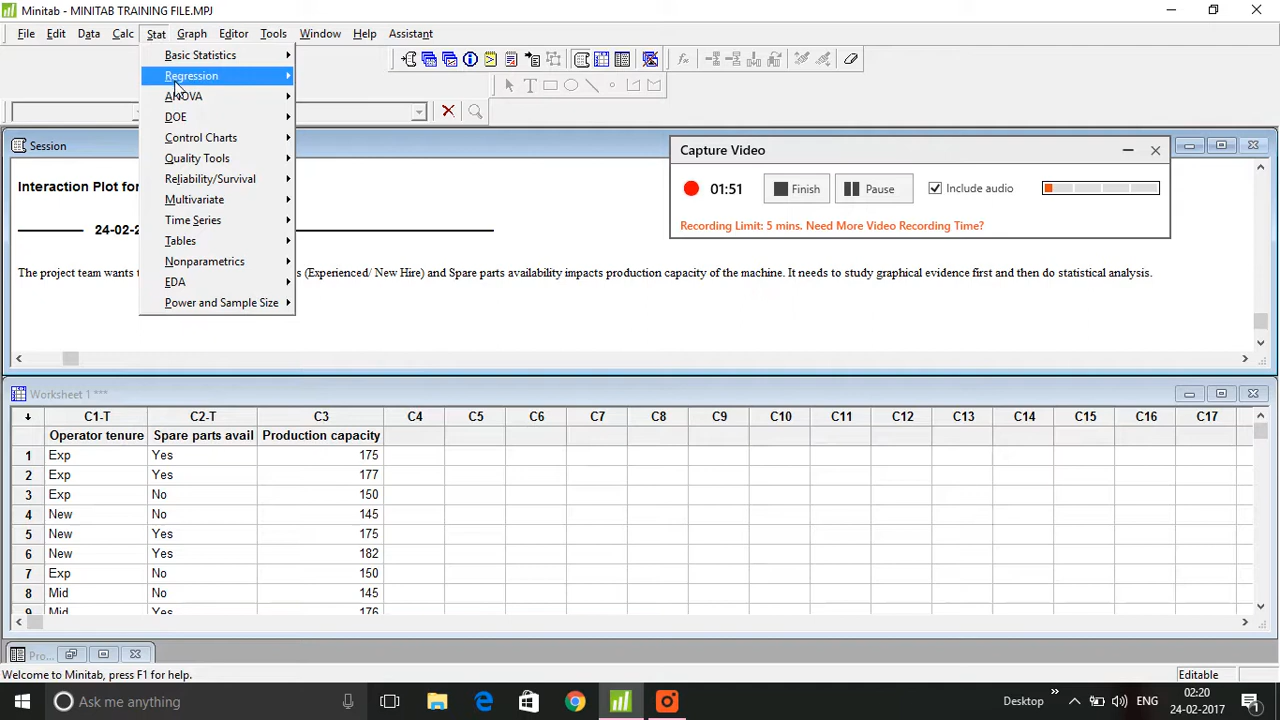 Minitab - MINITAB TRAINING FILE.MPJ
File Edit Data Calc Stat Graph Editor Tools Window Help Assistant
Basic Statistics
Regression
ANOVA
DOE
Control Charts
Quality Tools
Reliability/Survival
Multivariate
Time Series
Tables
Nonparametrics
EDA
Power and Sample Size
Session
Interaction Plot for
24-02-2
The project team wants t
s (Experienced/ New Hire) and Spare parts availability impacts production capacity of the machine. It needs to study graphical evidence first and then do statistical analysis.
Capture Video
01:51 Finish Pause Include audio
Recording Limit: 5 mins. Need More Video Recording Time?
Worksheet 1 ***
C1-T C2-T C3 C4 C5 C6 C7 C8 C9 C10 C11 C12 C13 C14 C15 C16 C17
Operator tenure Spare parts avail Production capacity
1 Exp Yes 175
2 Exp Yes 177
3 Exp No 150
4 New No 145
5 New Yes 175
6 New Yes 182
7 Exp No 150
8 Mid No 145
9 Mid Yes 176
Pro...
Welcome to Minitab, press F1 for help.
Editable
Ask me anything
Desktop
ENG
02:20
24-02-2017
1